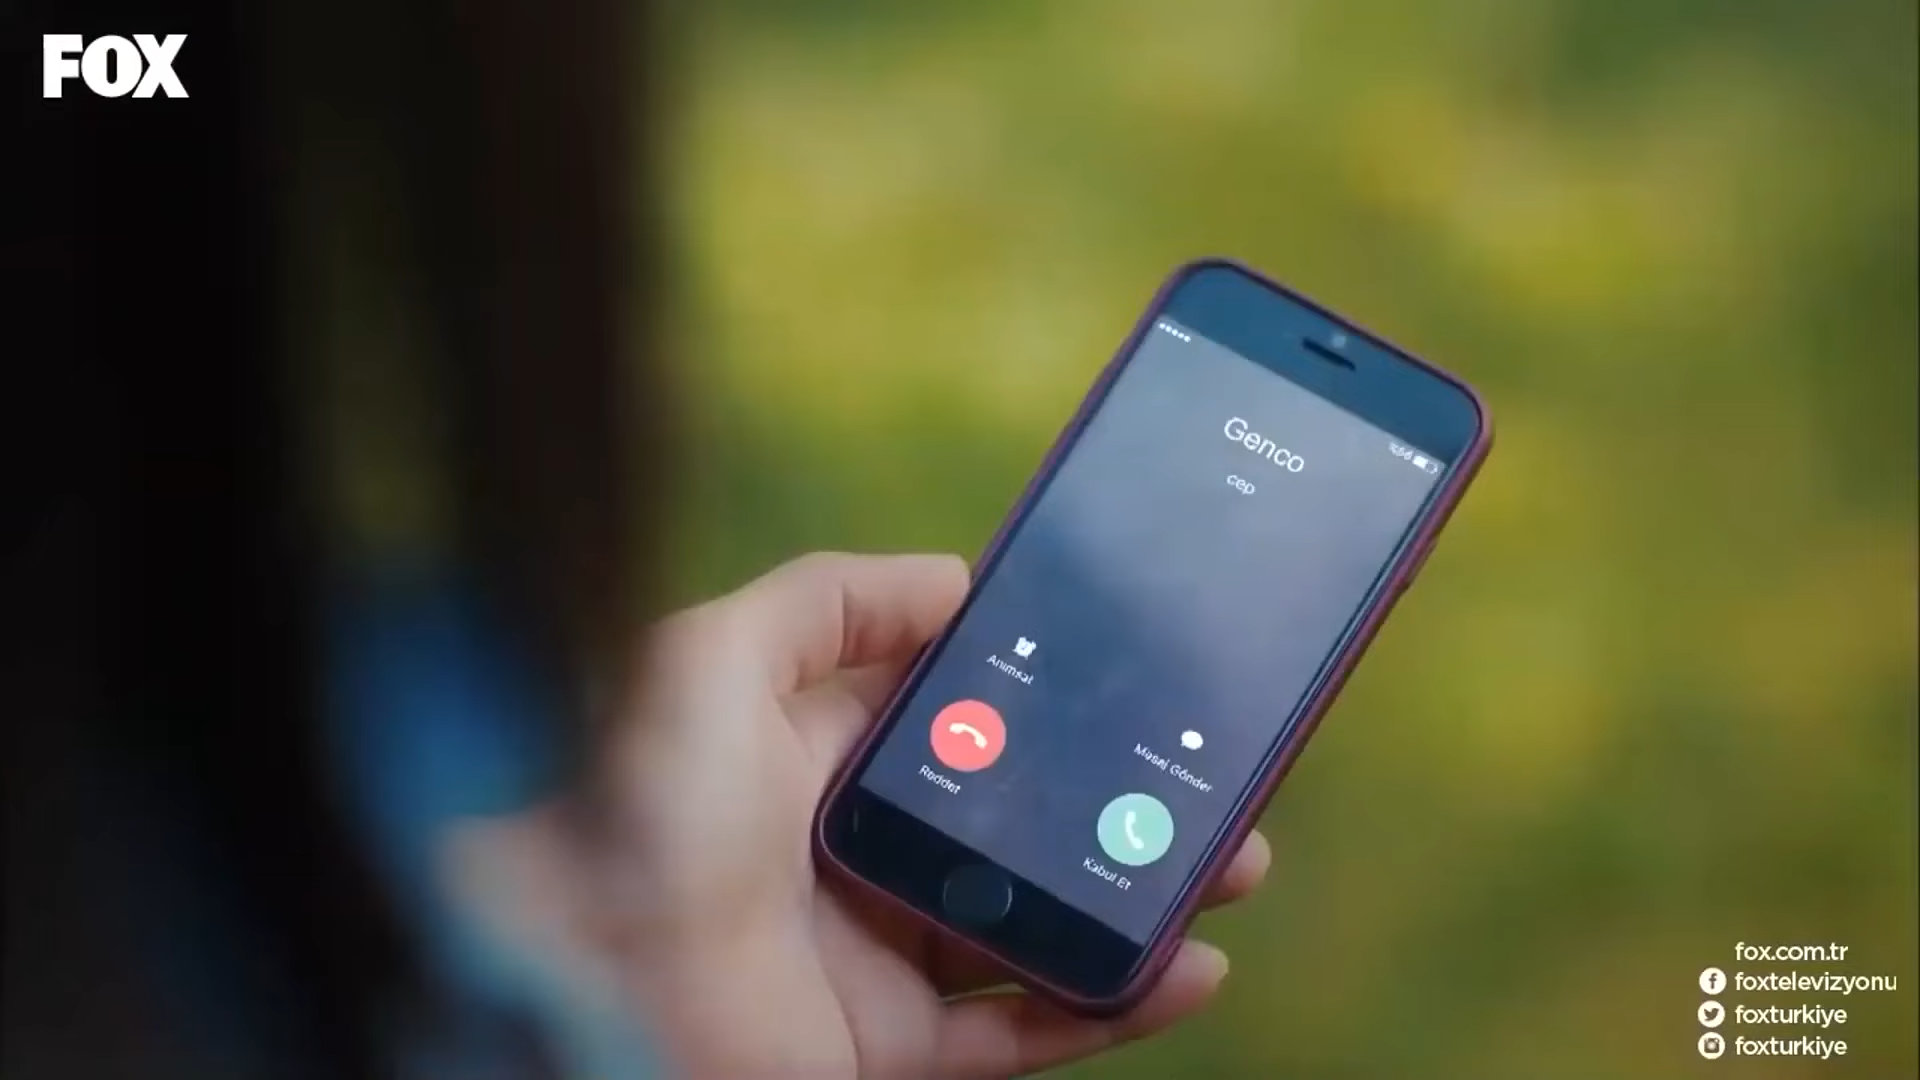 FOX
Genco
cep
Anımsat
Mesaj Gönder
Reddet
Kabul Et
fox.com.tr
foxtelevizyonu
foxturkiye
foxturkiye